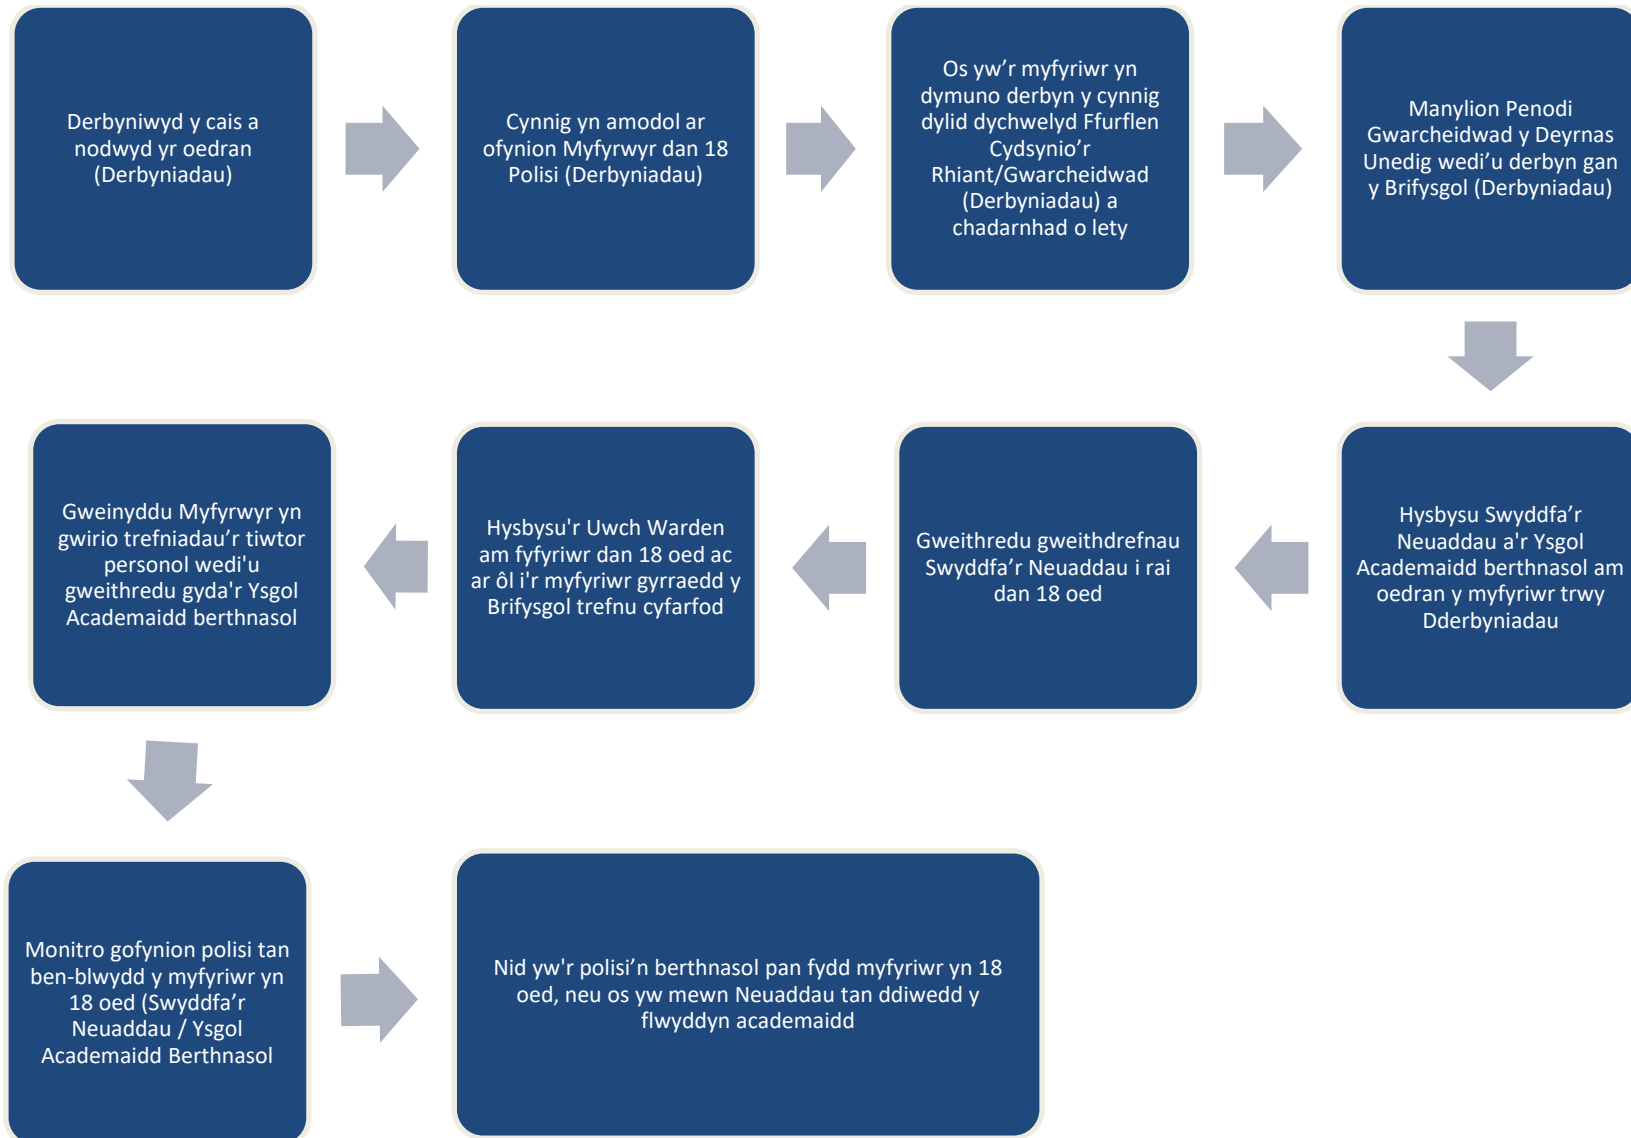 Derbyniwyd y cais a
nodwyd yr oedran
(Derbyniadau)
Cynnig yn amodol ar
ofynion Myfyrwyr dan 18
Polisi (Derbyniadau)
Os yw’r myfyriwr yn
dymuno derbyn y cynnig
dylid dychwelyd Ffurflen
Cydsynio’r
Rhiant/Gwarcheidwad
(Derbyniadau) a
chadarnhad o lety
Manylion Penodi
Gwarcheidwad y Deyrnas
Unedig wedi’u derbyn gan
y Brifysgol (Derbyniadau)
Hysbysu Swyddfa’r
Neuaddau a'r Ysgol
Academaidd berthnasol am
oedran y myfyriwr trwy
Dderbyniadau
Gweithredu gweithdrefnau
Swyddfa’r Neuaddau i rai
dan 18 oed
Hysbysu'r Uwch Warden
am fyfyriwr dan 18 oed ac
ar ôl i'r myfyriwr gyrraedd y
Brifysgol trefnu cyfarfod
Gweinyddu Myfyrwyr yn
gwirio trefniadau’r tiwtor
personol wedi'u
gweithredu gyda'r Ysgol
Academaidd berthnasol
Monitro gofynion polisi tan
ben-blwydd y myfyriwr yn
18 oed (Swyddfa’r
Neuaddau / Ysgol
Academaidd Berthnasol
Nid yw'r polisi’n berthnasol pan fydd myfyriwr yn 18
oed, neu os yw mewn Neuaddau tan ddiwedd y
flwyddyn academaidd